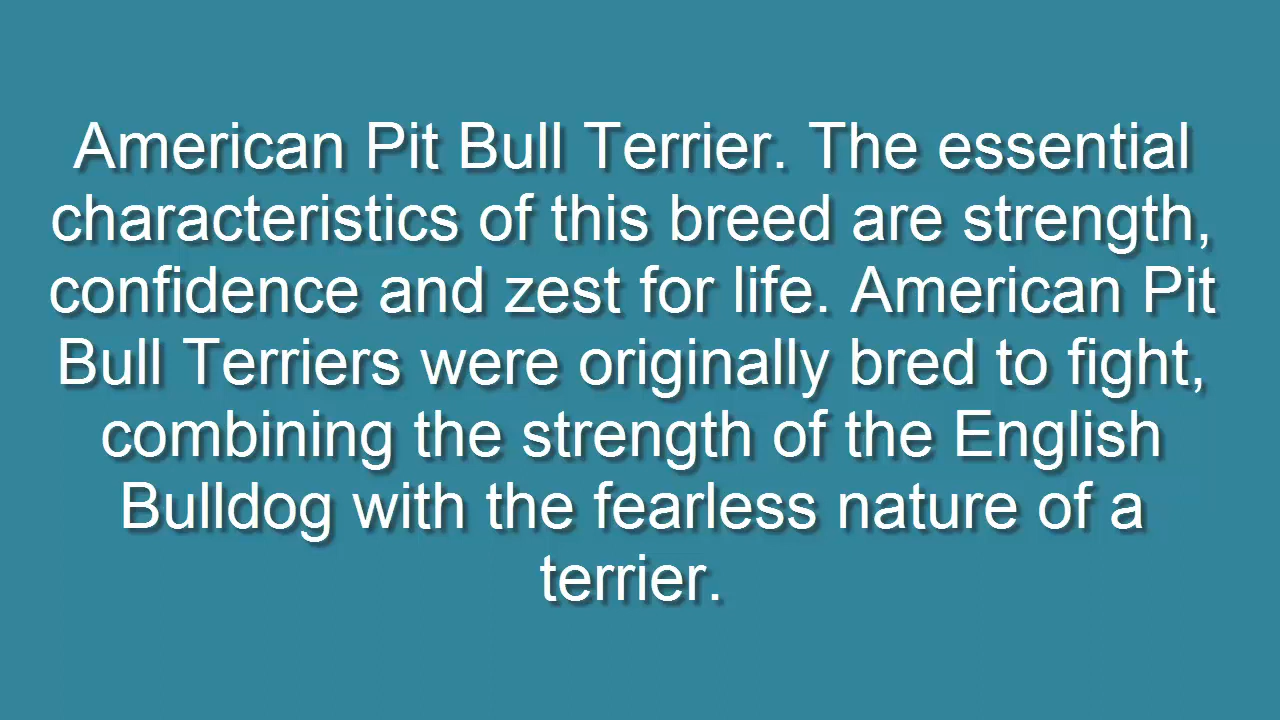 American Pit Bull Terrier. The essential
characteristics of this breed are strength,
confidence and zest for life. American Pit
Bull Terriers were originally bred to fight,
combining the strength of the English
Bulldog with the fearless nature of a
terrier.